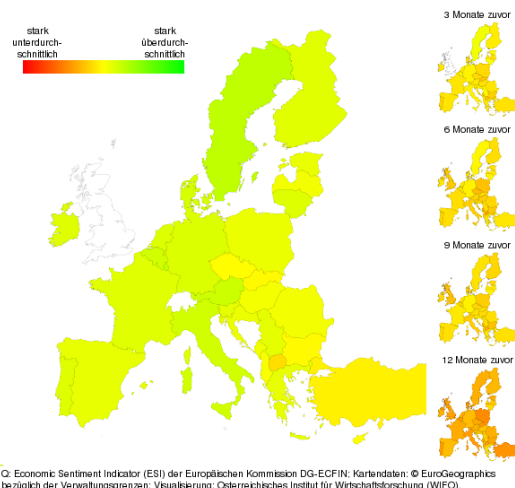 stark
unterdurch-
schnittlich
stark
überdurch-
schnittlich
3 Monate zuvor
6 Monate zuvor
9 Monate zuvor
12 Monate zuvor
Q: Economic Sentiment Indicator (ESI) der Europäischen Kommission DG-ECFIN; Kartendaten: © EuroGeographics
bezüglich der Verwaltungsgrenzen; Visualisierung: Österreichisches Institut für Wirtschaftsforschung (WIFO).